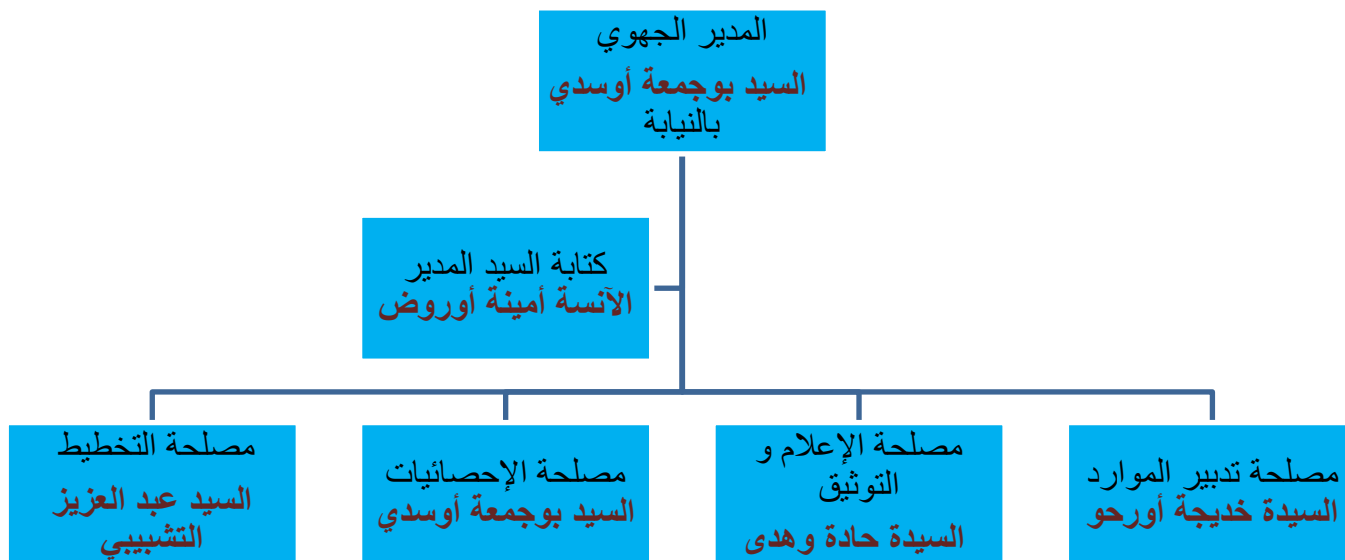 المدير الجهوي
السيد بوجمعة أوسدي
بالنيابة
كتابة السيد المدير
الآنسة أمينة أوروض
مصلحة تدبير الموارد
السيدة خديجة أورحو
مصلحة الإعلام و
التوثيق
السيدة حادة وهدى
مصلحة الإحصائيات
السيد بوجمعة أوسدي
مصلحة التخطيط
السيد عبد العزيز
التشبيبي